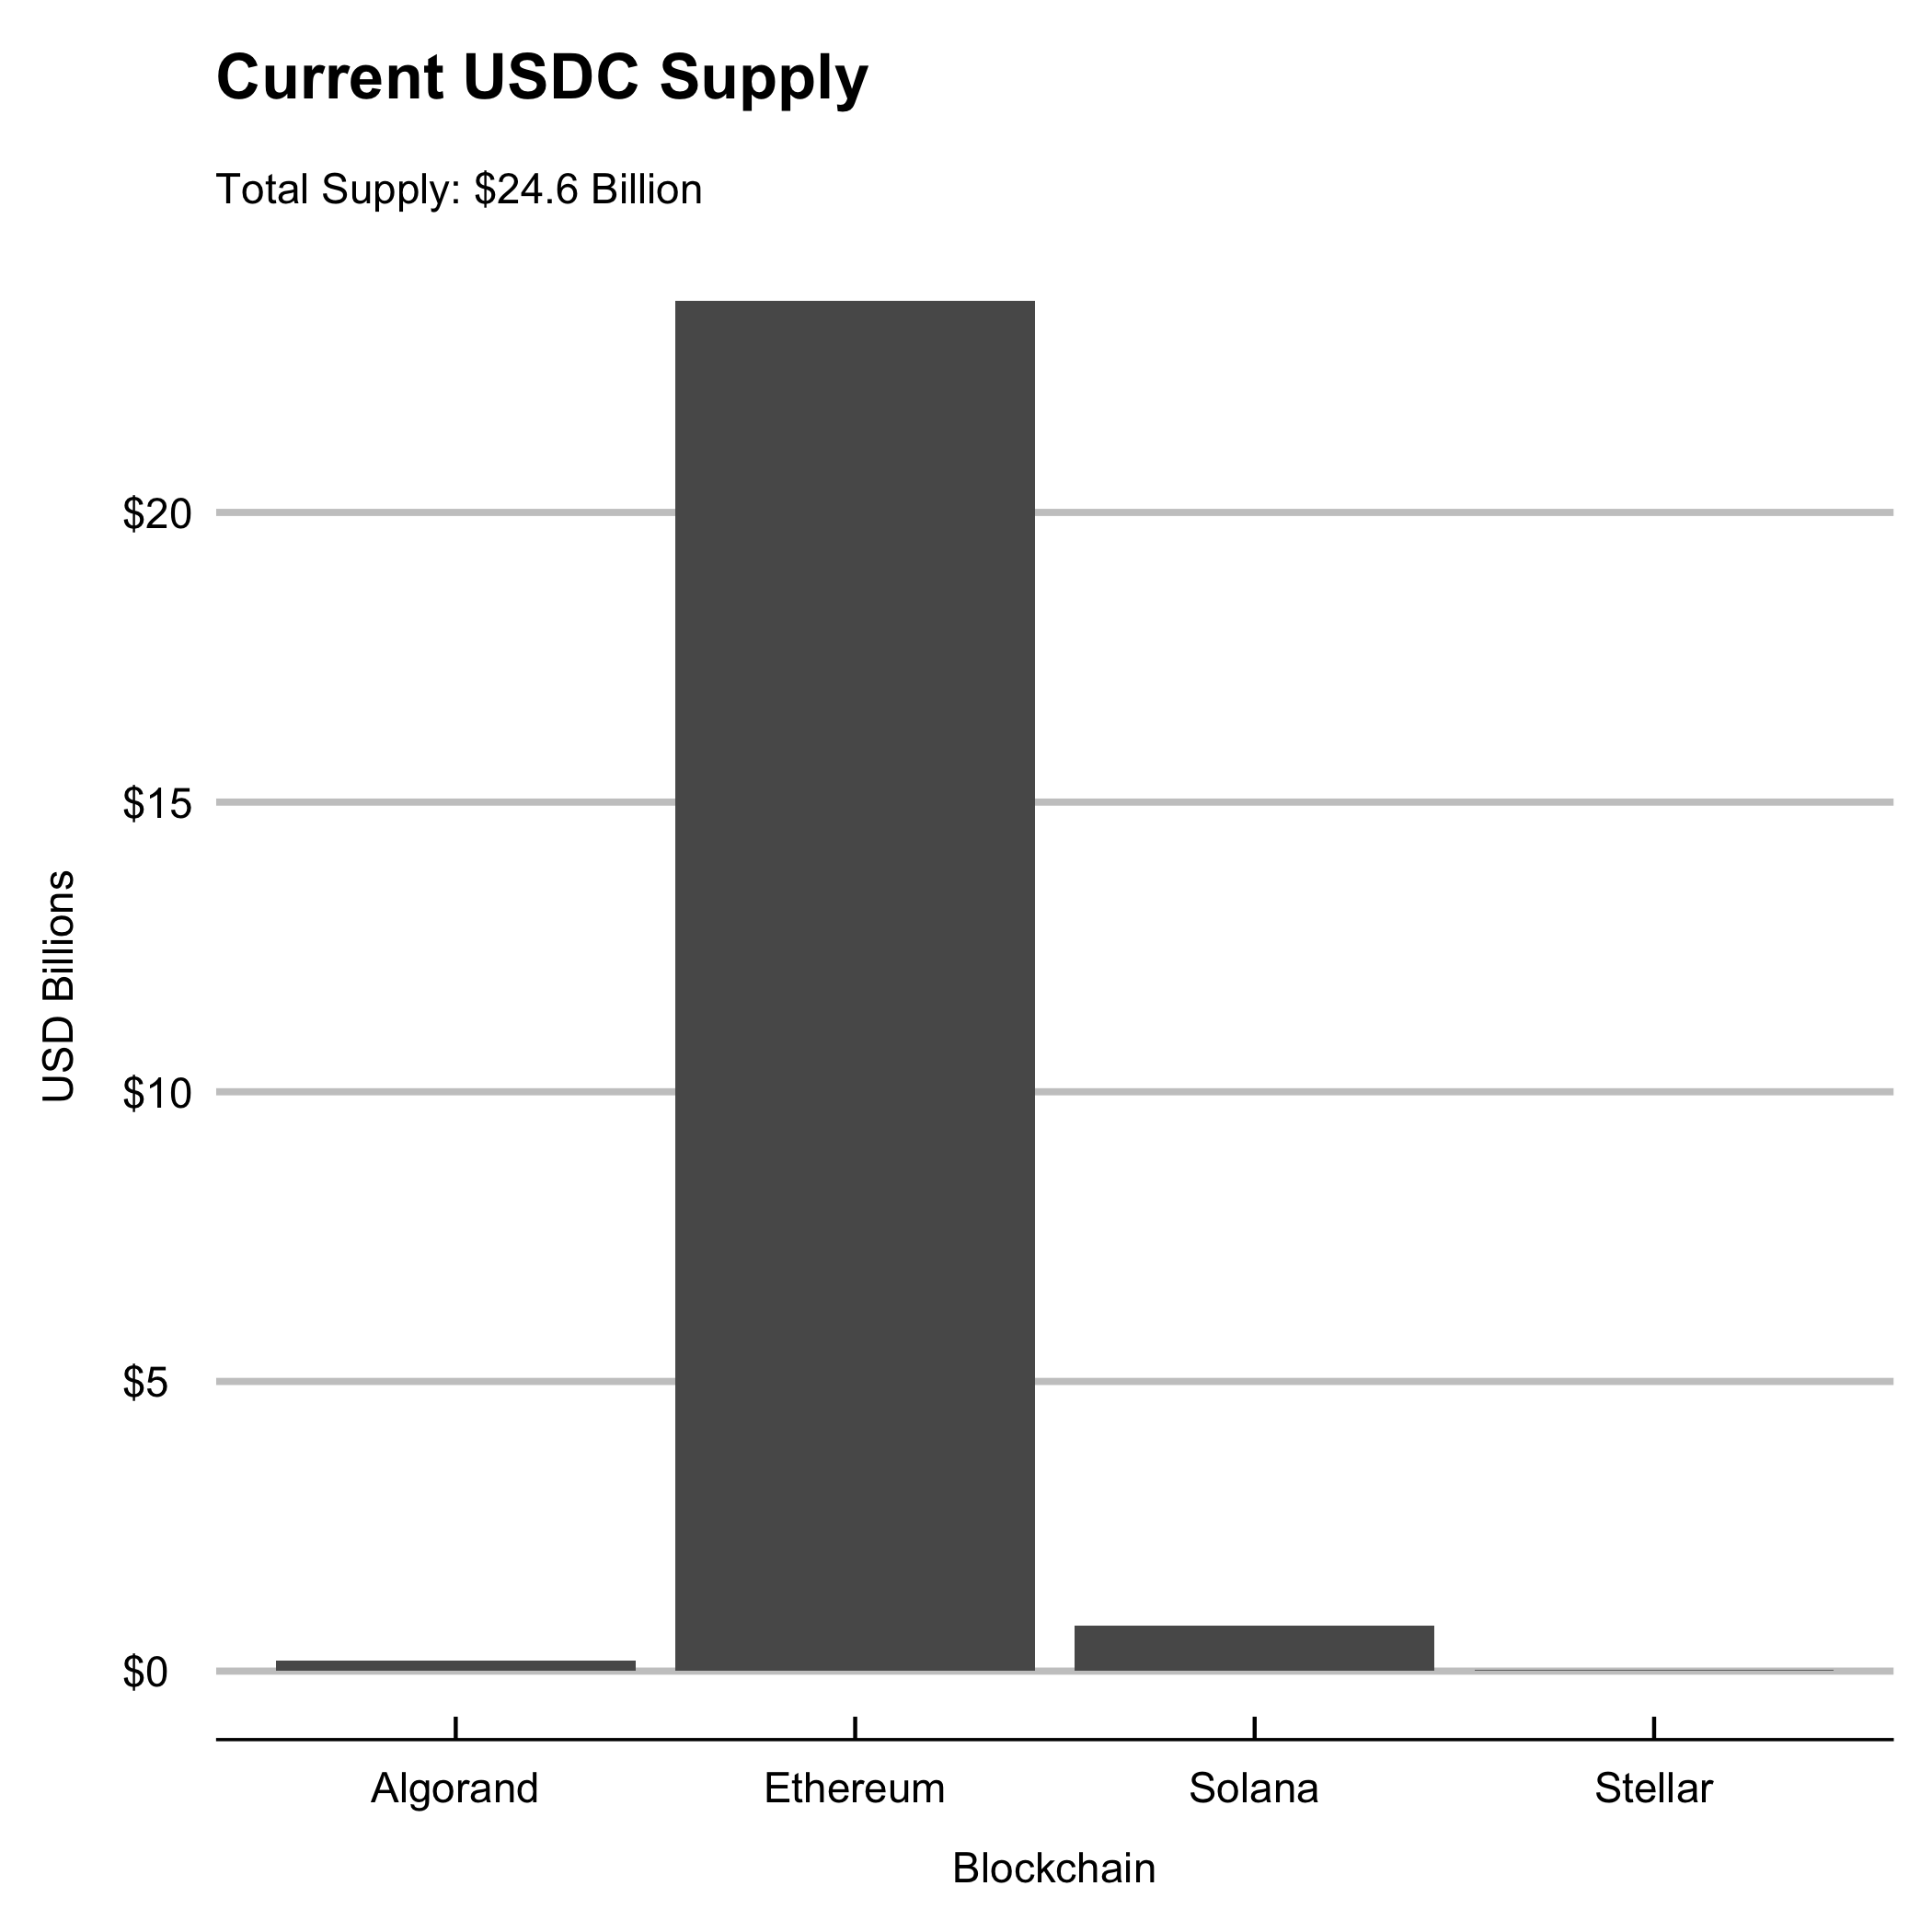 Current USDC Supply
Total Supply: $24.6 Billion
USD Billions
$20
$15
$10
$5
$0
Algorand Ethereum Solana Stellar
Blockchain